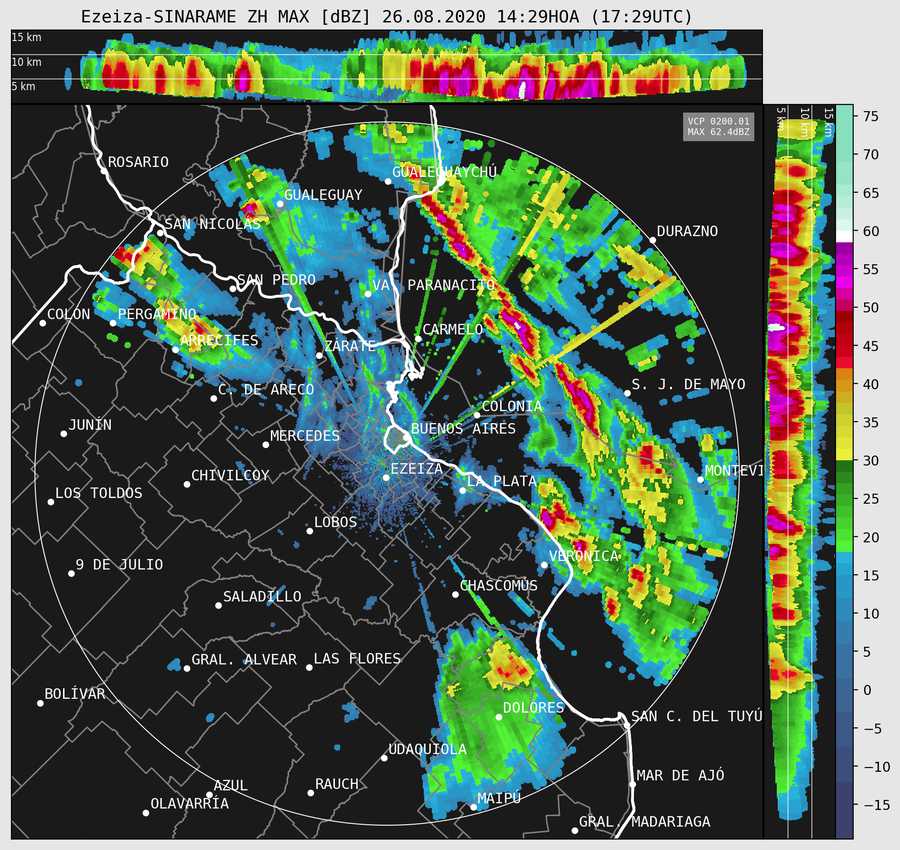 Ezeiza-SINARAME ZH MAX [dBZ] 26.08.2020 14:29HOA (17:29UTC)
15 km
10 km
5 km
5 km
10 km
15 km
VCP 0200.01
MAX 62.4dBZ
ROSARIO
GUALEGUAYCHÚ
GUALEGUAY
SAN NICOLÁS
DURAZNO
SAN PEDRO
VA. PARANACITO
COLON
PERGAMINO
CARMELO
ARRECIFES
ZÁRATE
C. DE ARECO
S. J. DE MAYO
COLONIA
JUNÍN
BUENOS AIRES
MERCEDES
EZEIZA
MONTEVI
CHIVILCOY
LA PLATA
LOS TOLDOS
LOBOS
VERÓNICA
9 DE JULIO
CHASCOMÚS
SALADILLO
GRAL. ALVEAR
LAS FLORES
BOLÍVAR
DOLORES
SAN C. DEL TUYÚ
UDAQUIOLA
MAR DE AJÓ
AZUL
RAUCH
OLAVARRÍA
MAIPÚ
GRAL. MADARIAGA
75
70
65
60
55
50
45
40
35
30
25
20
15
10
5
0
−5
−10
−15